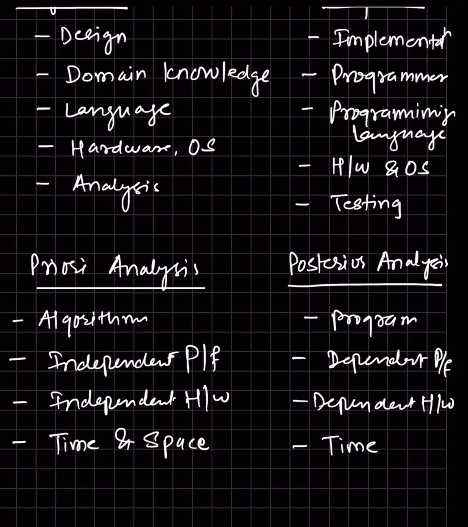 - Design
- Domain knowledge
- Language
- Hardware, OS
- Analysis
- Implementat
- Programmer
- Programming
Language
- H/w & OS
- Testing
Priori Analysis
- Algorithm
- Independent P/f
- Independent H/w
- Time & Space
Posterior Analysis
- Program
- Dependent P/f
- Dependent H/w
- Time